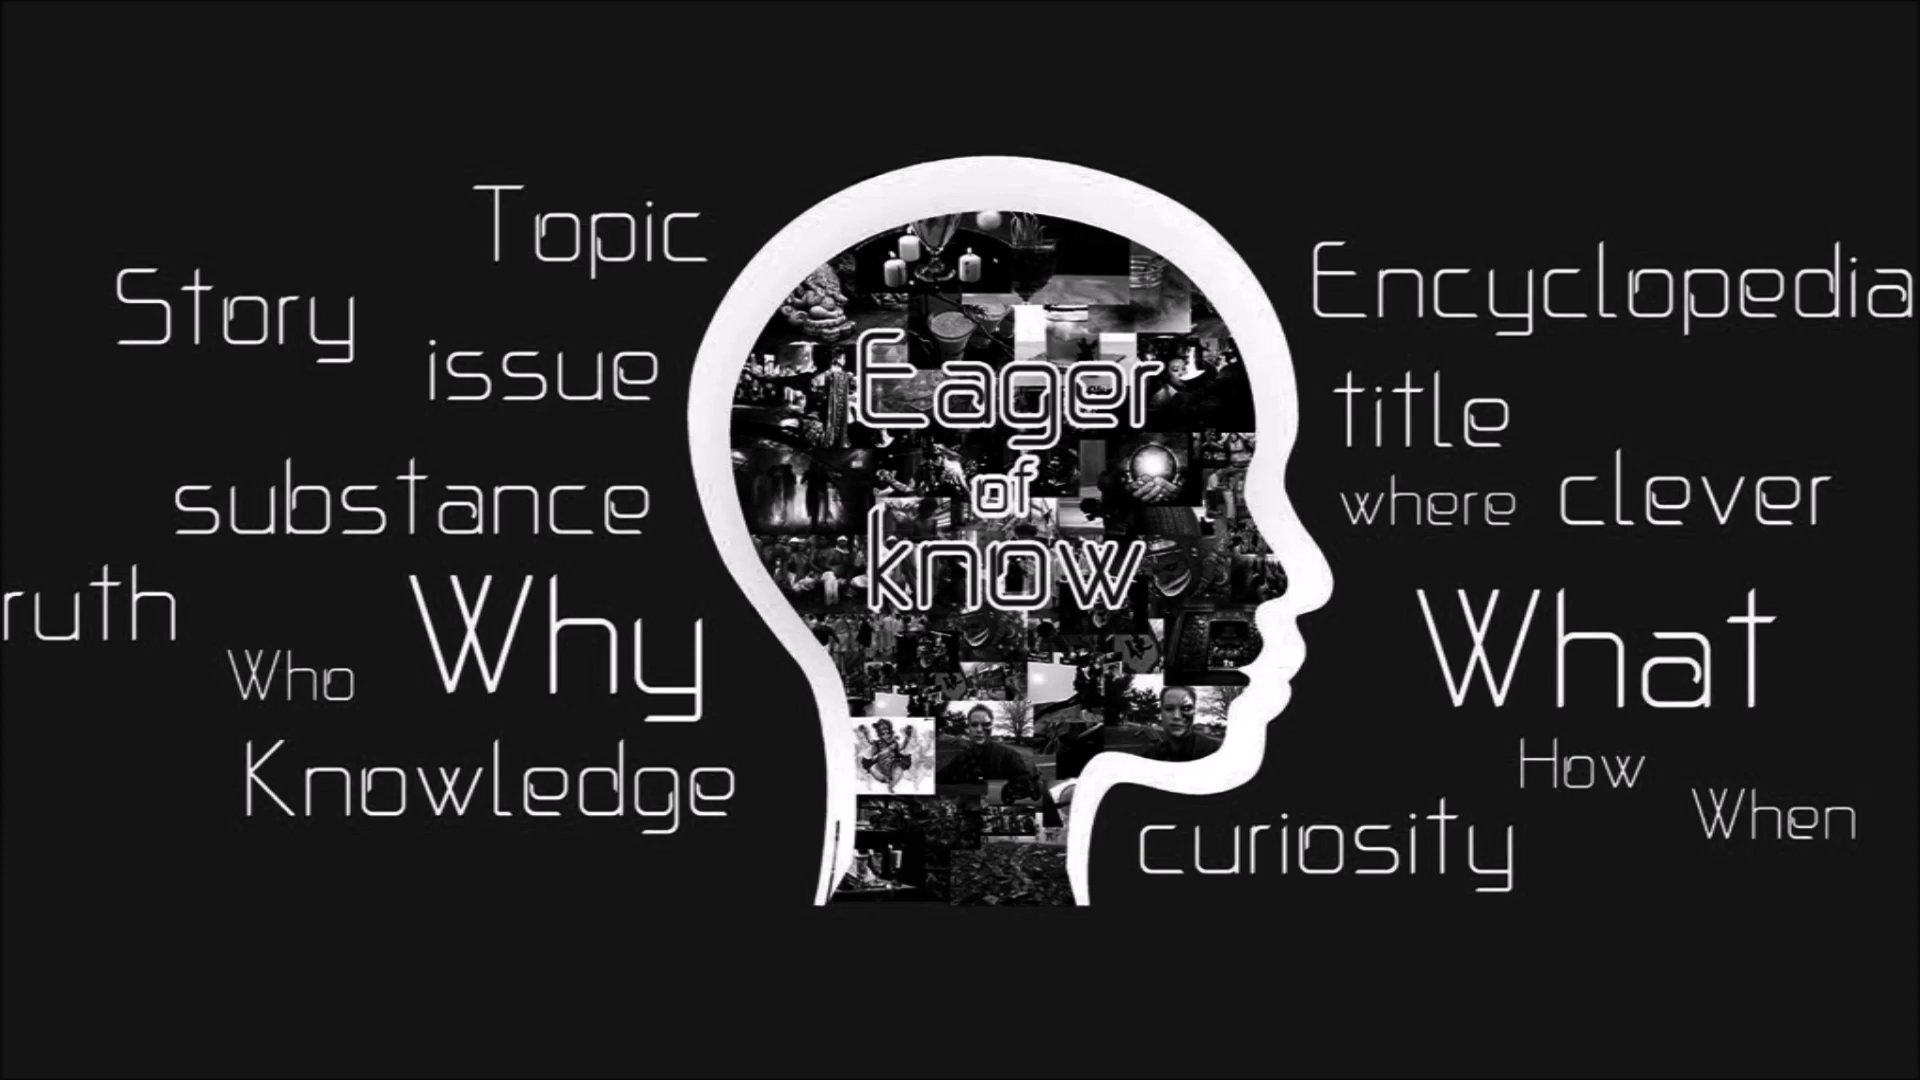 Topic
Story
issue
substance
ruth
Why
Who
Knowledge
Eager
of
know
Encyclopedia
title
where
clever
What
How
When
curiosity